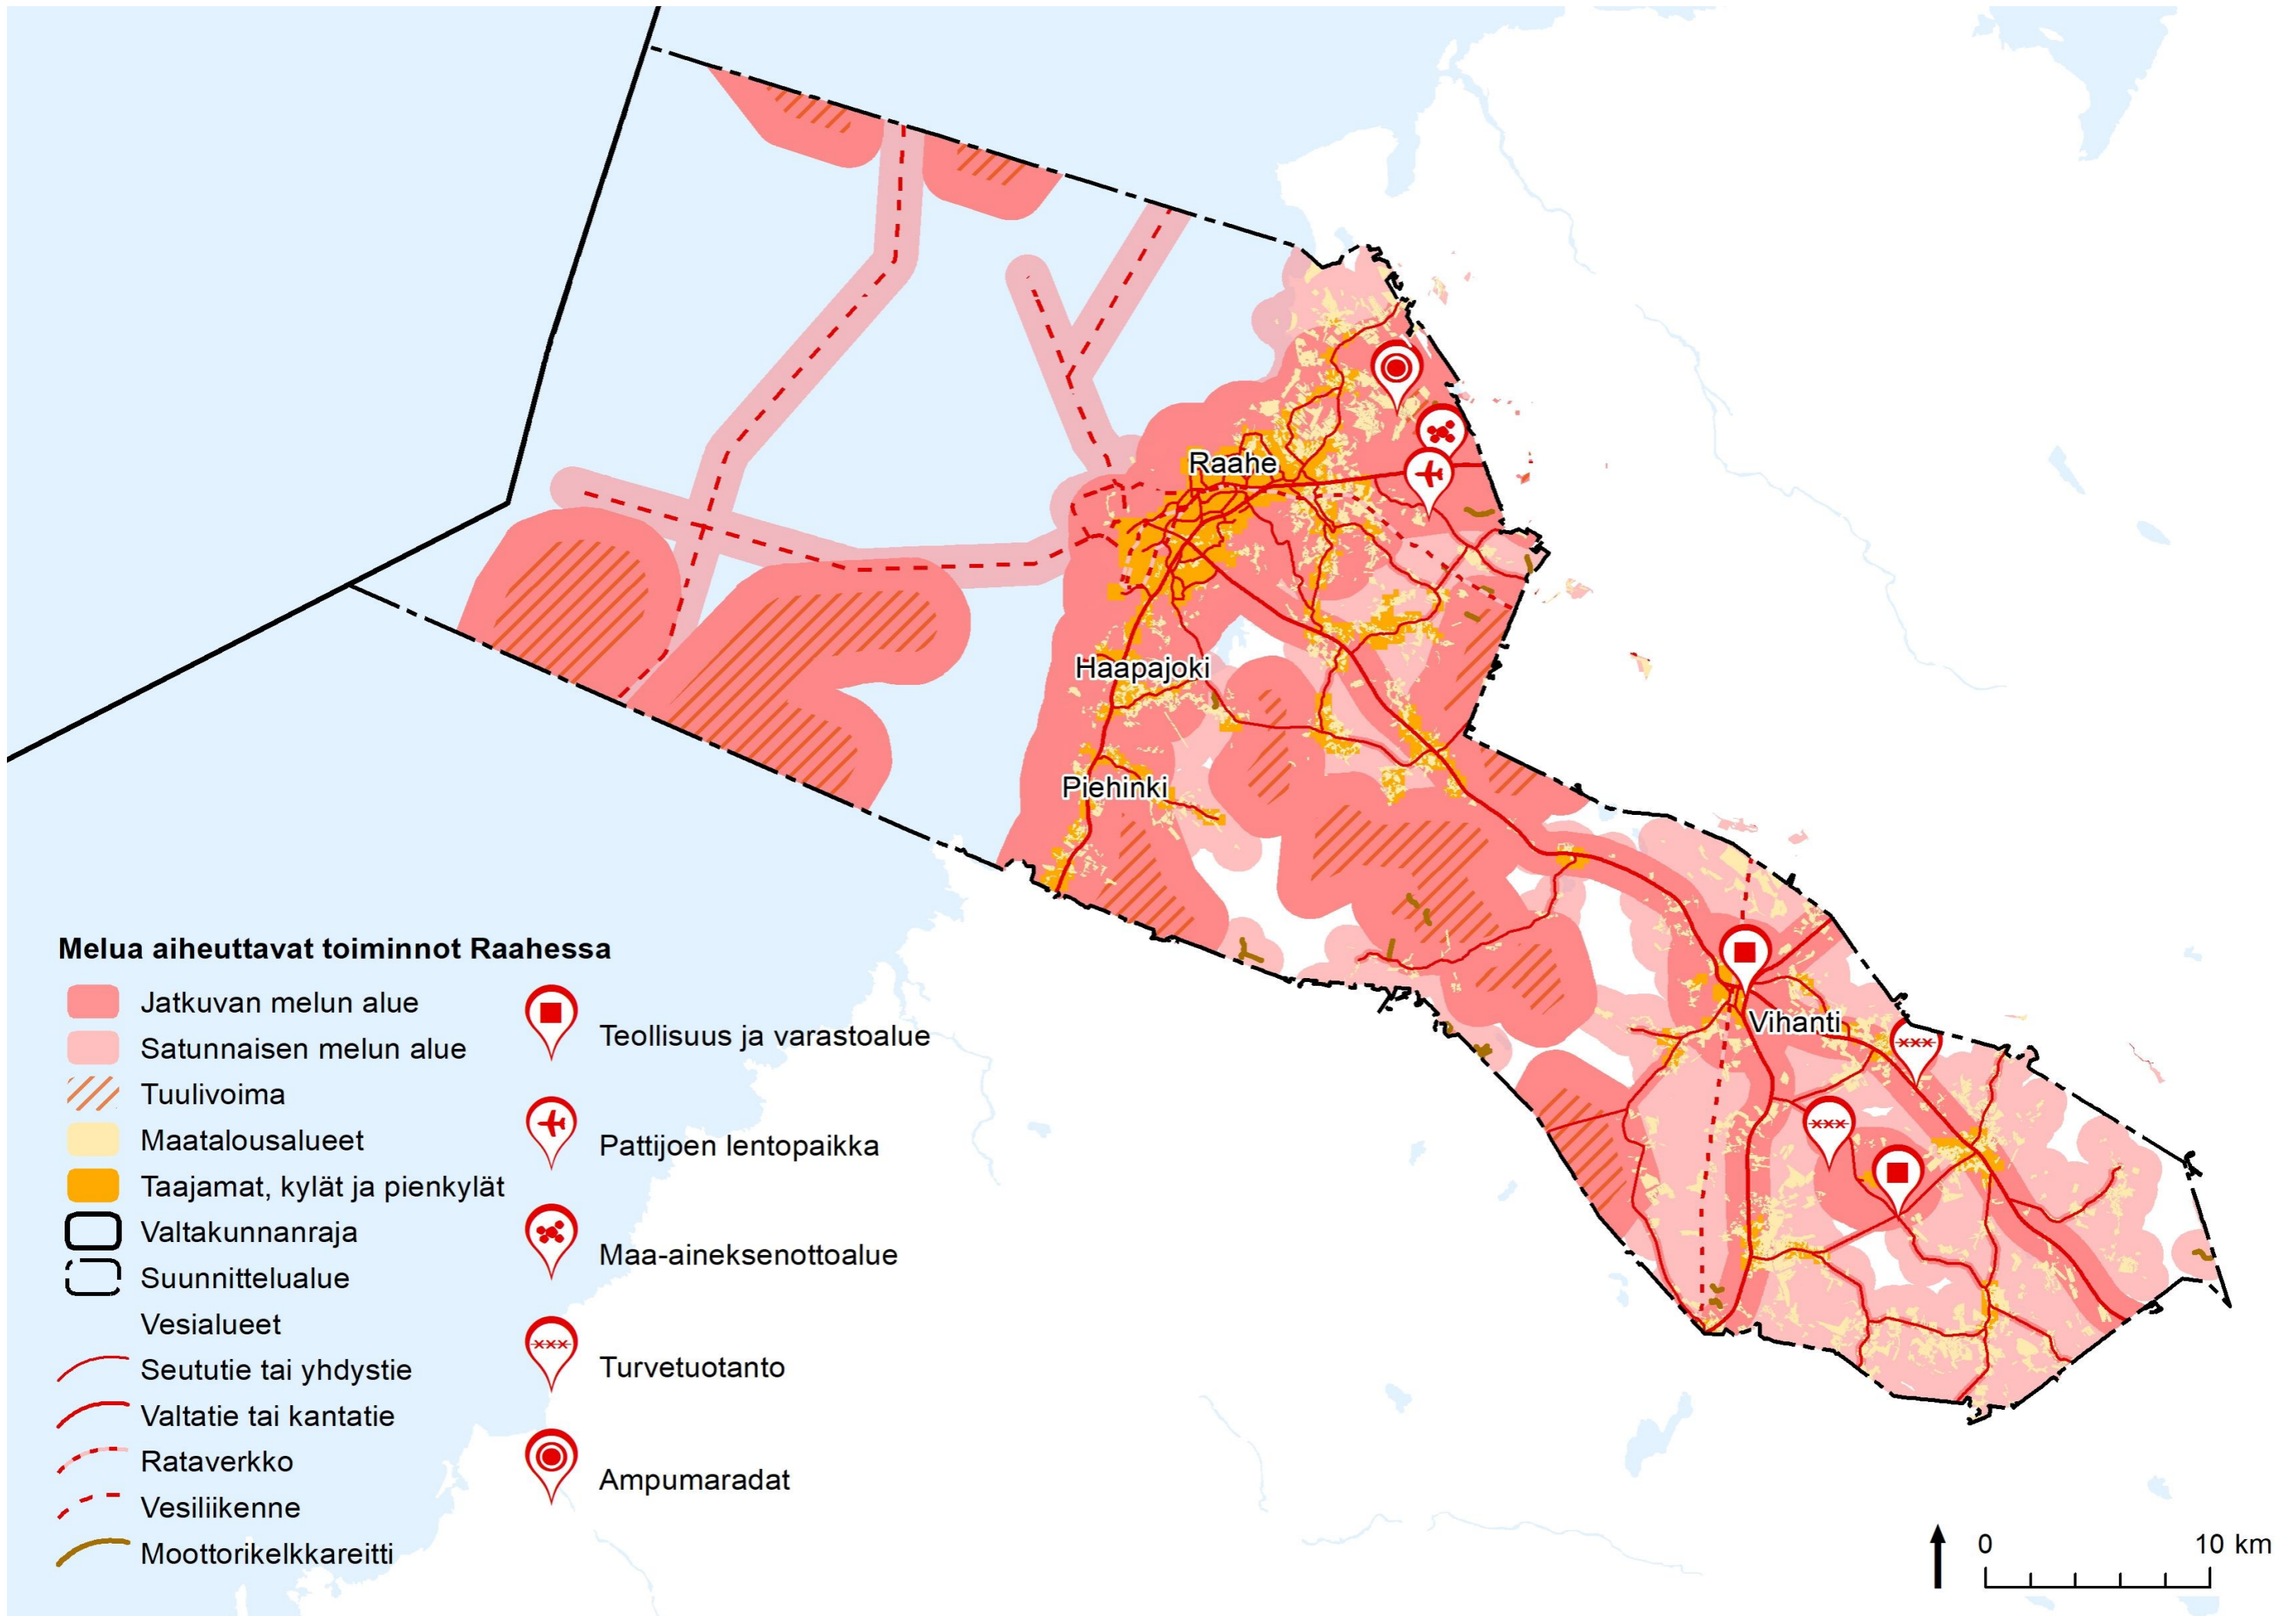 Raahe
Haapajoki
Piehinki
Vihanti
Melua aiheuttavat toiminnot Raahessa
Jatkuvan melun alue
Satunnaisen melun alue
Tuulivoima
Maatalousalueet
Taajamat, kylät ja pienkylät
Valtakunnanraja
Suunnittelualue
Vesialueet
Seututie tai yhdystie
Valtatie tai kantatie
Rataverkko
Vesiliikenne
Moottorikelkkareitti
Teollisuus ja varastoalue
Pattijoen lentopaikka
Maa-aineksenottoalue
Turvetuotanto
Ampumaradat
0 10 km